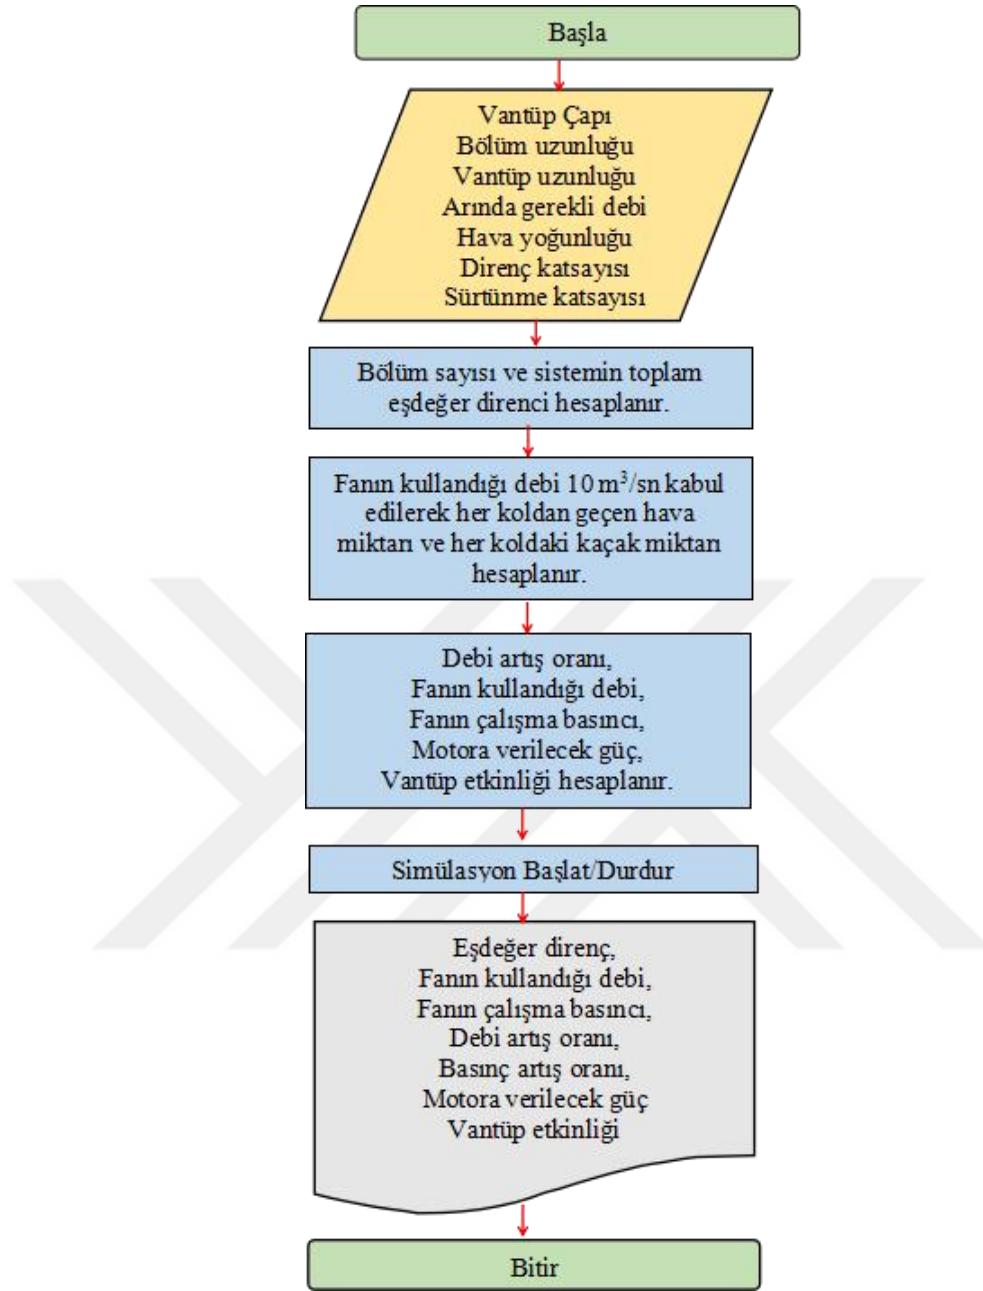 Başla
Vantüp Çapı
Bölüm uzunluğu
Vantüp uzunluğu
Arında gerekli debi
Hava yoğunluğu
Direnç katsayısı
Sürtünme katsayısı
Bölüm sayısı ve sistemin toplam
eşdeğer direnci hesaplanır.
Fanın kullandığı debi 10 m³/sn kabul
edilerek her koldan geçen hava
miktarı ve her koldaki kaçak miktarı
hesaplanır.
Debi artış oranı,
Fanın kullandığı debi,
Fanın çalışma basıncı,
Motora verilecek güç,
Vantüp etkinliği hesaplanır.
Simülasyon Başlat/Durdur
Eşdeğer direnç,
Fanın kullandığı debi,
Fanın çalışma basıncı,
Debi artış oranı,
Basınç artış oranı,
Motora verilecek güç
Vantüp etkinliği
Bitir